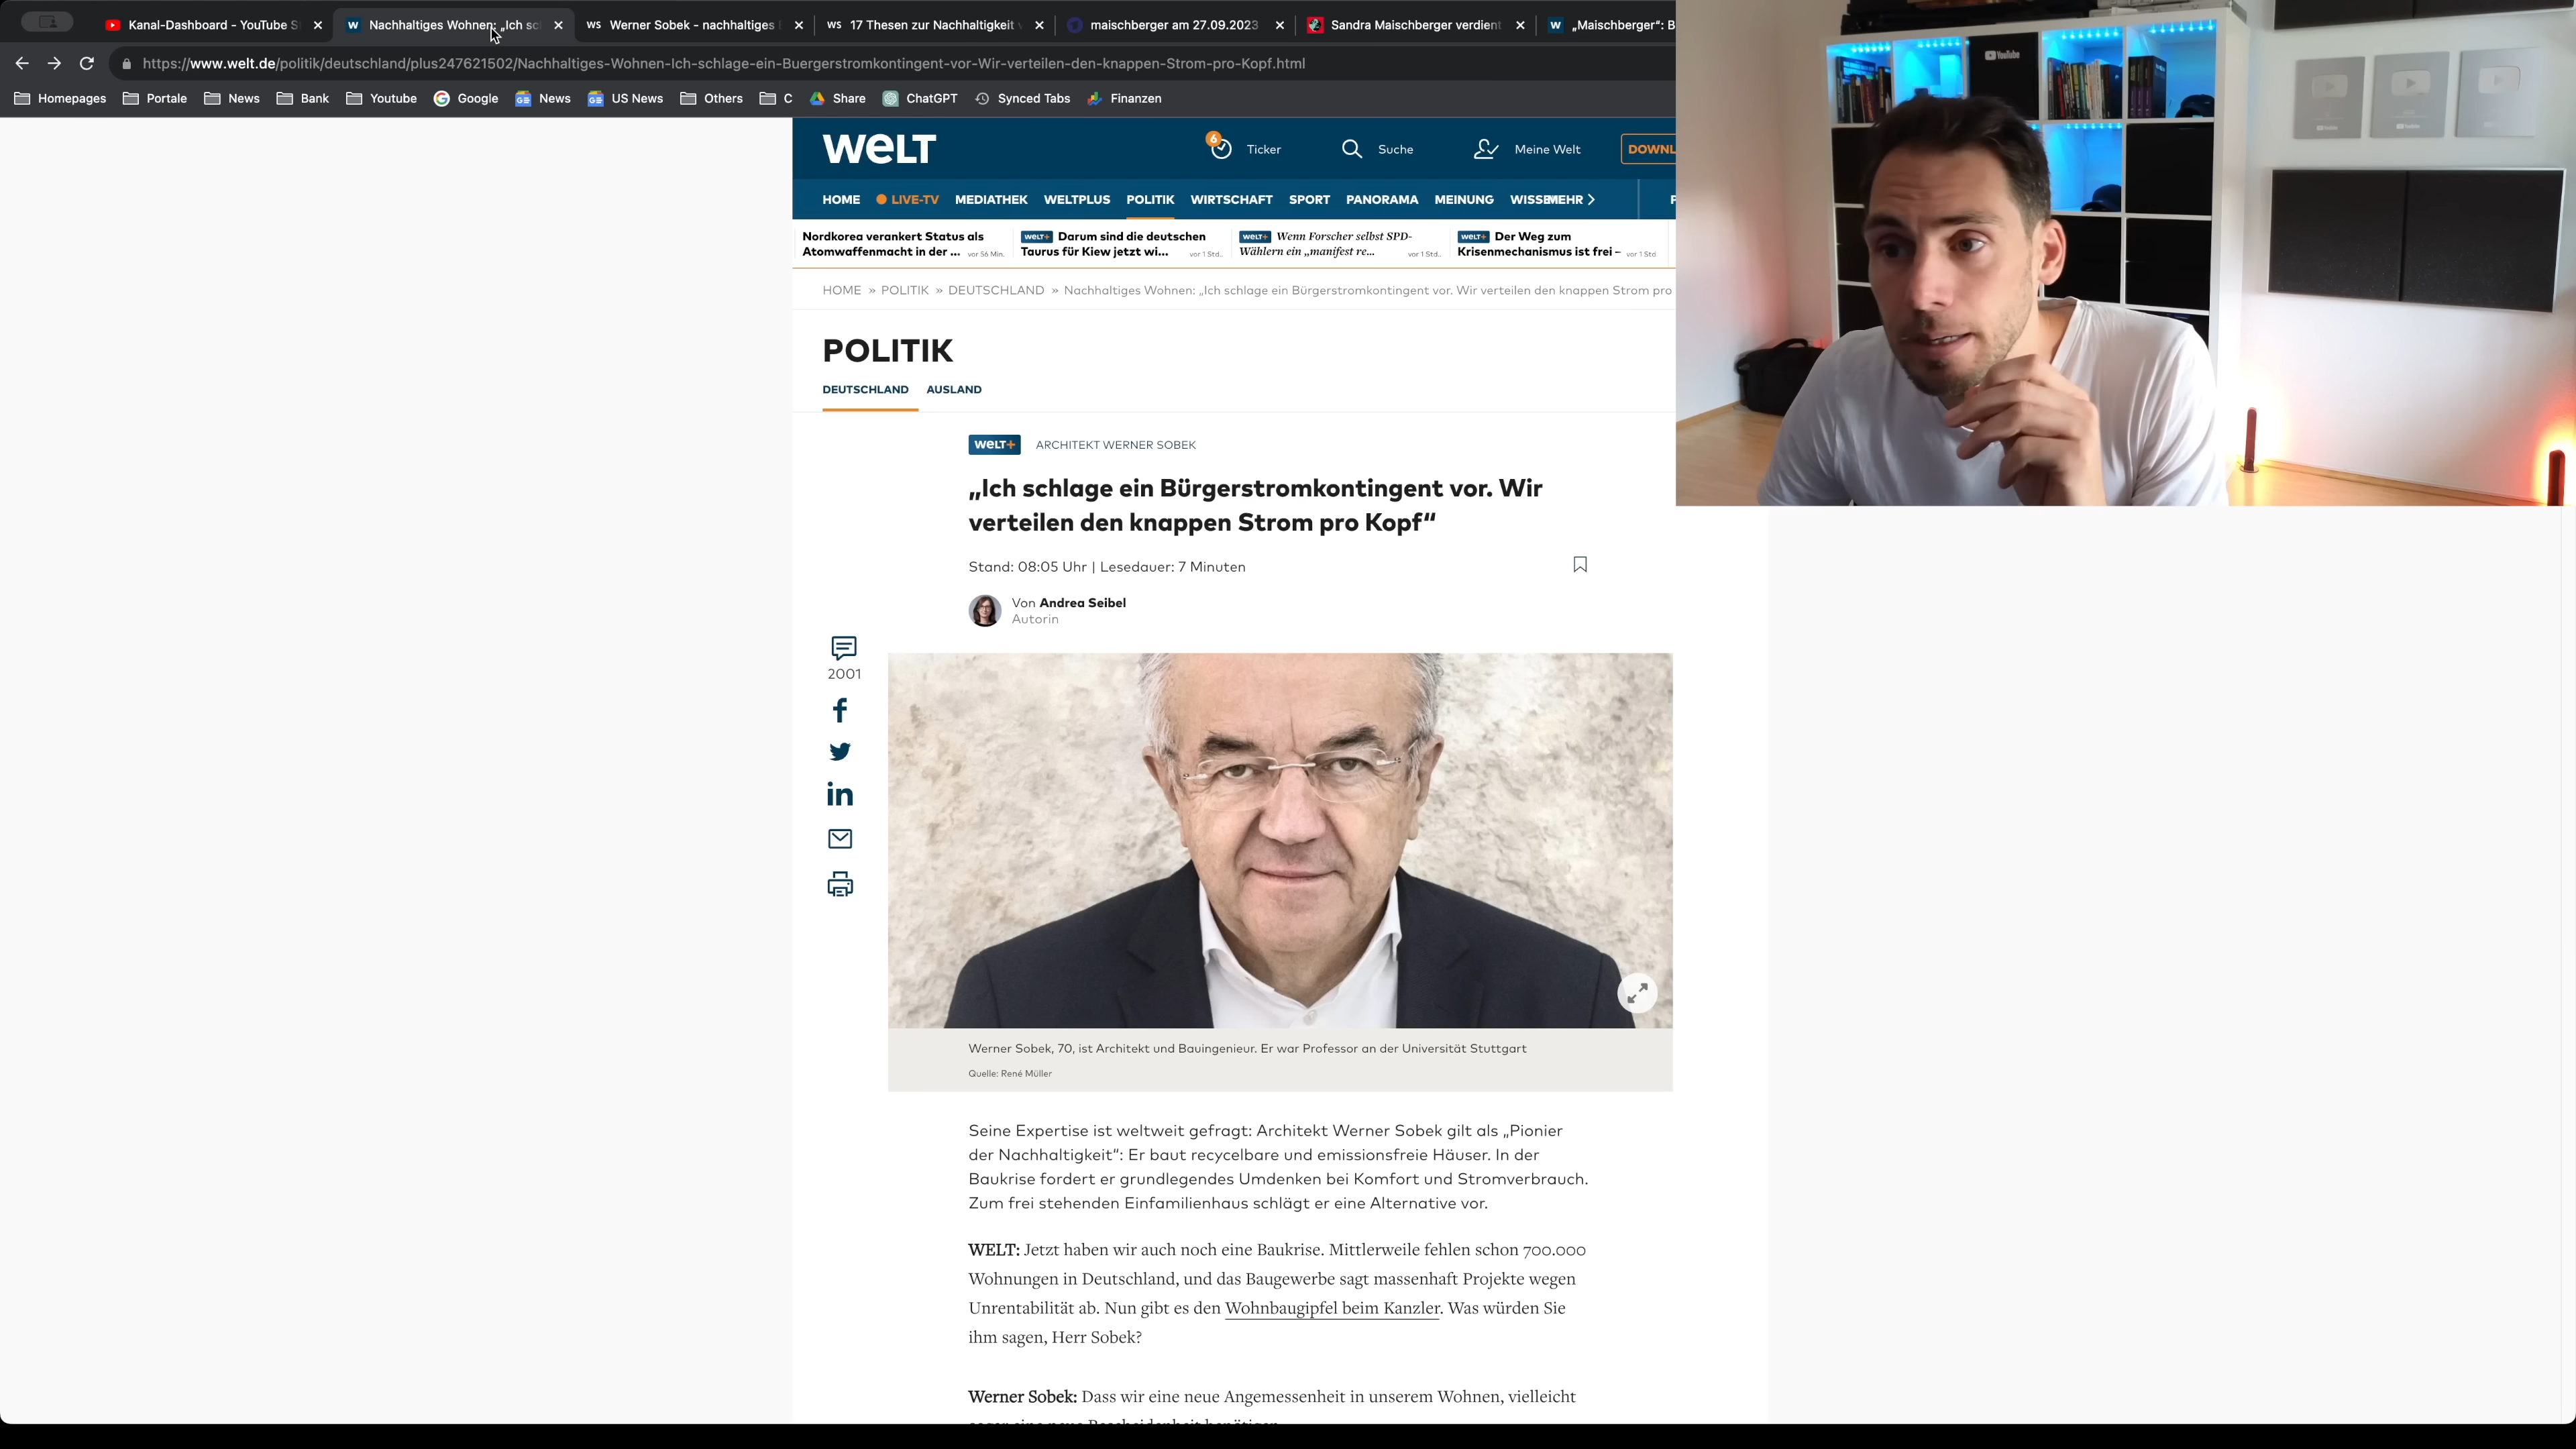 Kanal-Dashboard - YouTube S
Nachhaltiges Wohnen: „Ich sc
WS Werner Sobek - nachhaltiges
WS 17 Thesen zur Nachhaltigkeit
maischberger am 27.09.2023
Sandra Maischberger verdient
W „Maischberger“: B
https://www.welt.de/politik/deutschland/plus247621502/Nachhaltiges-Wohnen-Ich-schlage-ein-Buergerstromkontingent-vor-Wir-verteilen-den-knappen-Strom-pro-Kopf.html
Homepages Portale News Bank Youtube Google News US News Others C Share ChatGPT Synced Tabs Finanzen
YouTube
WELT
6 Ticker Suche Meine Welt DOWNL
HOME LIVE-TV MEDIATHEK WELTPLUS POLITIK WIRTSCHAFT SPORT PANORAMA MEINUNG WISSE MEHR
Nordkorea verankert Status als
Atomwaffenmacht in der ... vor 56 Min.
WELT+ Darum sind die deutschen
Taurus für Kiew jetzt wi... vor 1 Std..
WELT+ Wenn Forscher selbst SPD-
Wählern ein „manifest re... vor 1 Std..
WELT+ Der Weg zum
Krisenmechanismus ist frei – vor 1 Std
HOME » POLITIK » DEUTSCHLAND » Nachhaltiges Wohnen: „Ich schlage ein Bürgerstromkontingent vor. Wir verteilen den knappen Strom pro
POLITIK
DEUTSCHLAND AUSLAND
WELT+ ARCHITEKT WERNER SOBEK
„Ich schlage ein Bürgerstromkontingent vor. Wir
verteilen den knappen Strom pro Kopf“
Stand: 08:05 Uhr | Lesedauer: 7 Minuten
Von Andrea Seibel
Autorin
2001
Werner Sobek, 70, ist Architekt und Bauingenieur. Er war Professor an der Universität Stuttgart
Quelle: René Müller
Seine Expertise ist weltweit gefragt: Architekt Werner Sobek gilt als „Pionier
der Nachhaltigkeit“: Er baut recycelbare und emissionsfreie Häuser. In der
Baukrise fordert er grundlegendes Umdenken bei Komfort und Stromverbrauch.
Zum frei stehenden Einfamilienhaus schlägt er eine Alternative vor.
WELT: Jetzt haben wir auch noch eine Baukrise. Mittlerweile fehlen schon 700.000
Wohnungen in Deutschland, und das Baugewerbe sagt massenhaft Projekte wegen
Unrentabilität ab. Nun gibt es den Wohnbaugipfel beim Kanzler. Was würden Sie
ihm sagen, Herr Sobek?
Werner Sobek: Dass wir eine neue Angemessenheit in unserem Wohnen, vielleicht